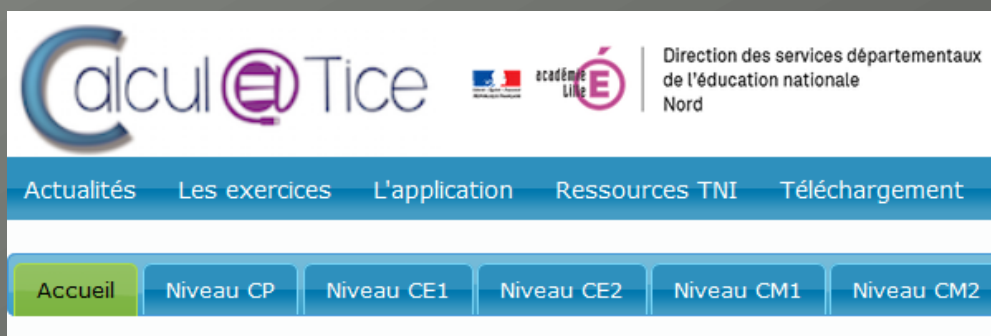 Calcul@Tice
académie Lille
Direction des services départementaux
de l'éducation nationale
Nord
Actualités Les exercices L'application Ressources TNI Téléchargement
Accueil Niveau CP Niveau CE1 Niveau CE2 Niveau CM1 Niveau CM2